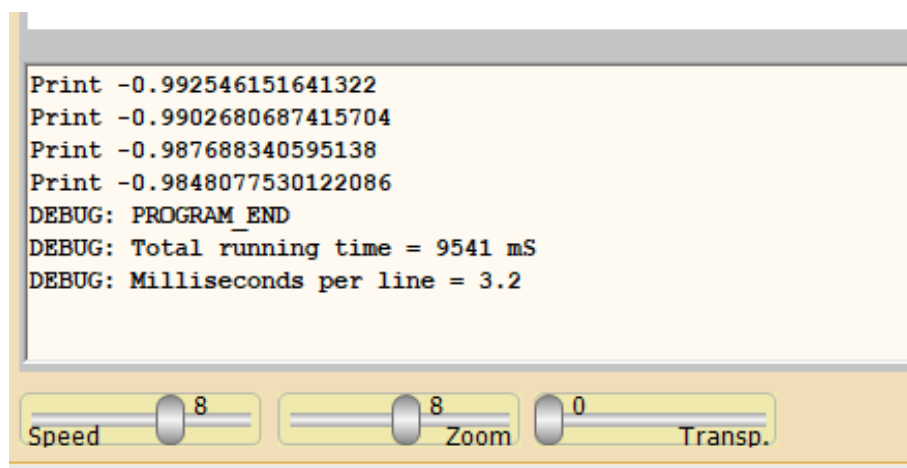 Print -0.992546151641322
Print -0.9902680687415704
Print -0.987688340595138
Print -0.9848077530122086
DEBUG: PROGRAM_END
DEBUG: Total running time = 9541 mS
DEBUG: Milliseconds per line = 3.2
8 8 0
Speed Zoom Transp.